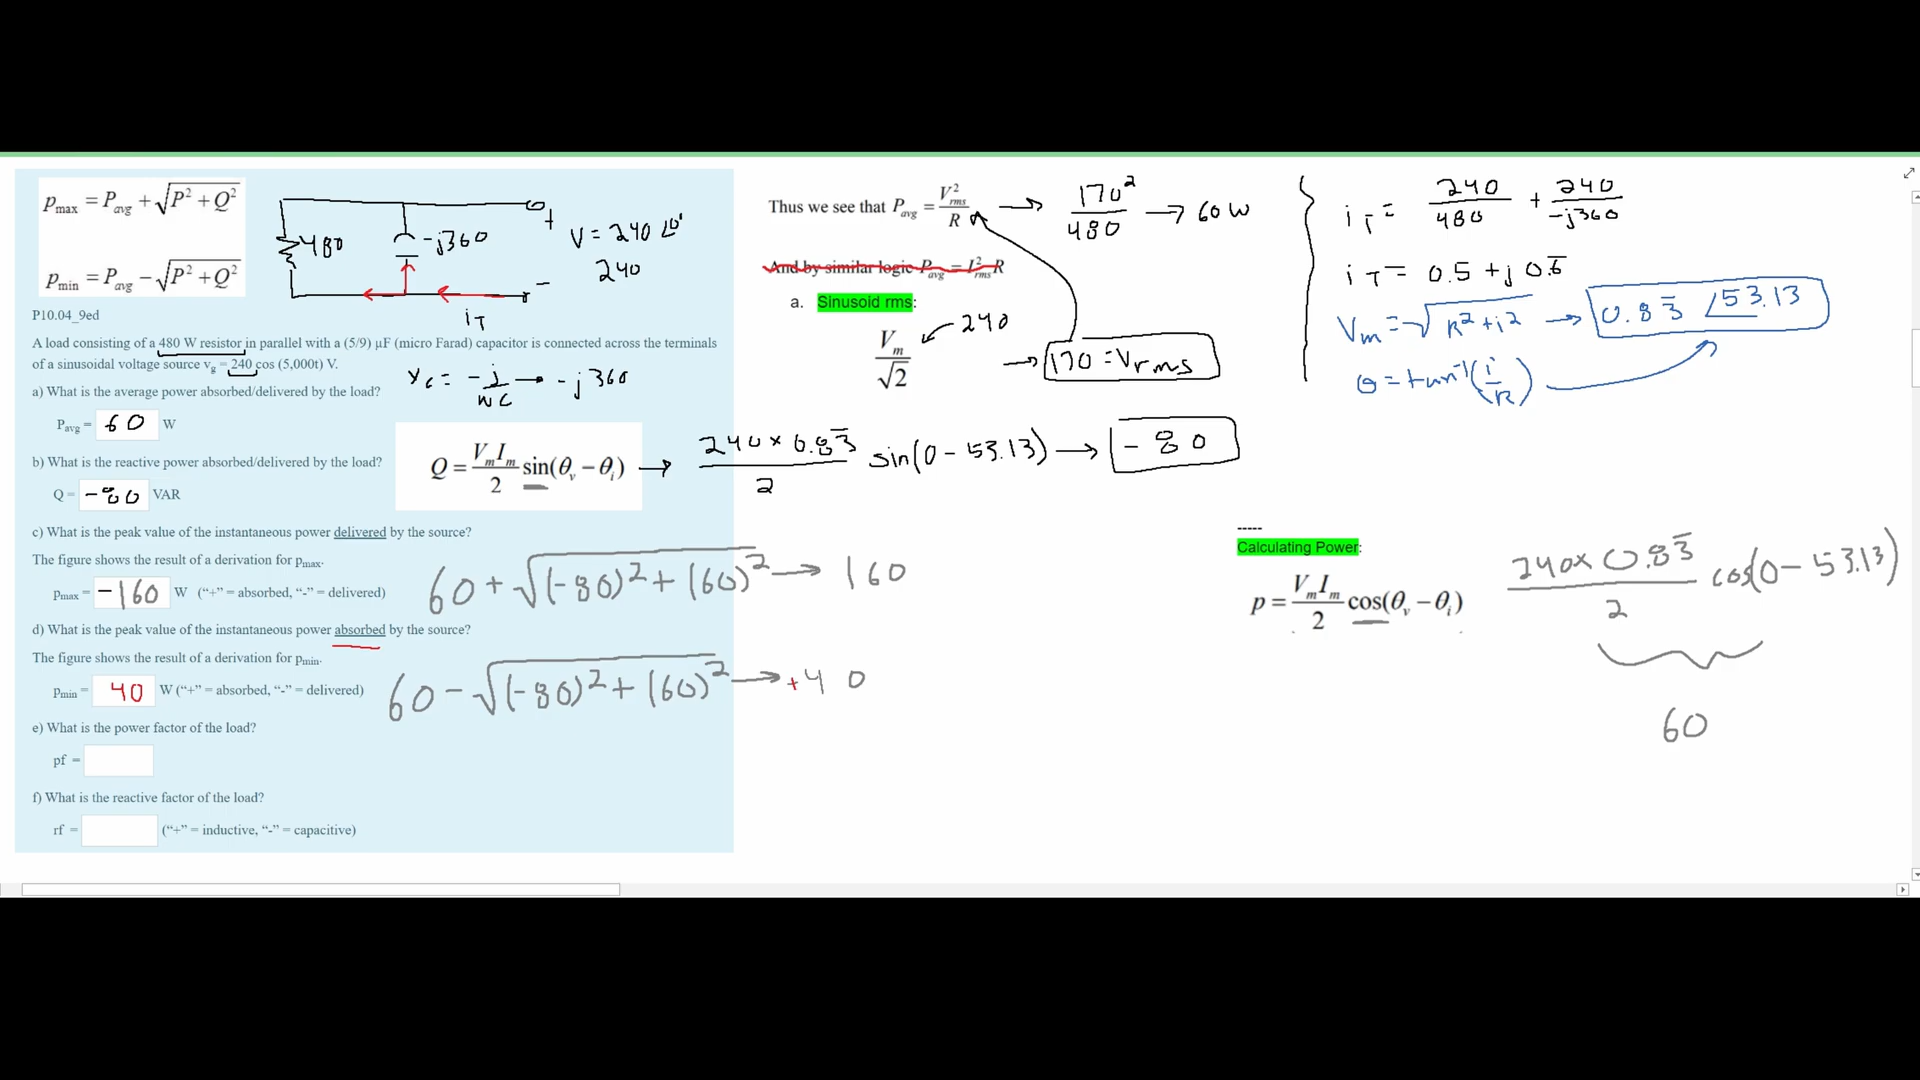 p_max = P_avg + √(P² + Q²)
p_min = P_avg − √(P² + Q²)
480
-j360
+
−
i_T
V = 240 ∠0°
240
P10.04_9ed
A load consisting of a 480 W resistor in parallel with a (5/9) µF (micro Farad) capacitor is connected across the terminals
of a sinusoidal voltage source v_g = 240 cos (5,000t) V.
X_C = -j/wC → -j360
a) What is the average power absorbed/delivered by the load?
P_avg = 60 W
b) What is the reactive power absorbed/delivered by the load?
Q = -80 VAR
Q = V_m I_m / 2 sin(θ_v − θ_i) → 240 × 0.83̅ / 2 sin(0 - 53.13) → -80
c) What is the peak value of the instantaneous power delivered by the source?
The figure shows the result of a derivation for p_max.
p_max = -160 W (“+” = absorbed, “-” = delivered)
60 + √(-80)² + (60)² → 160
d) What is the peak value of the instantaneous power absorbed by the source?
The figure shows the result of a derivation for p_min.
p_min = 40 W (“+” = absorbed, “-” = delivered)
60 - √(-80)² + (60)² → +40
e) What is the power factor of the load?
pf =
f) What is the reactive factor of the load?
rf = (“+” = inductive, “-” = capacitive)
Thus we see that P_avg = V²_rms / R → 170² / 480 → 60 W
And by similar logic P_avg = I²_rms R
a. Sinusoid rms:
V_m / √2
240
→ 170 = Vrms
i_T = 240/480 + 240/-j360
i_T = 0.5 + j0.6̅
V_m = √R² + i² → 0.83̅ ∠53.13
θ = tan⁻¹(i/R)
-----
Calculating Power:
p = V_m I_m / 2 cos(θ_v − θ_i)
240 × 0.83̅ / 2 cos(0 - 53.13)
60